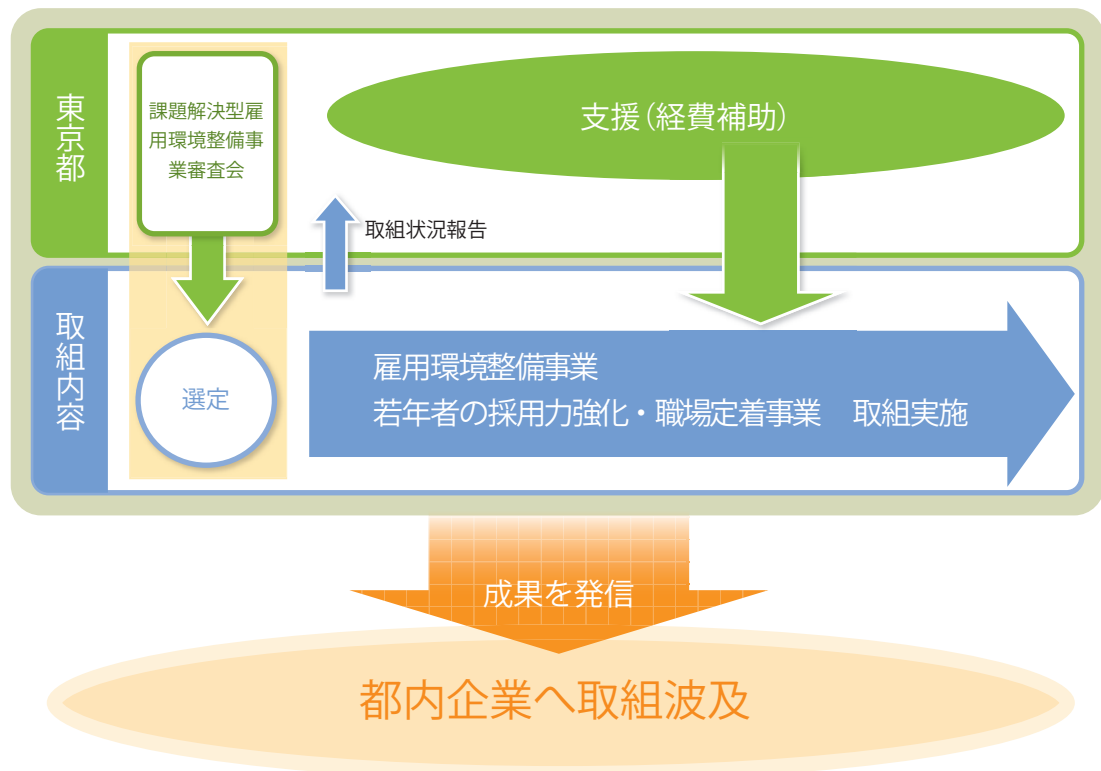 東京都
課題解決型雇
用環境整備事
業審査会
支援（経費補助）
取組状況報告
取組内容
選定
雇用環境整備事業
若年者の採用力強化・職場定着事業　取組実施
成果を発信
都内企業へ取組波及